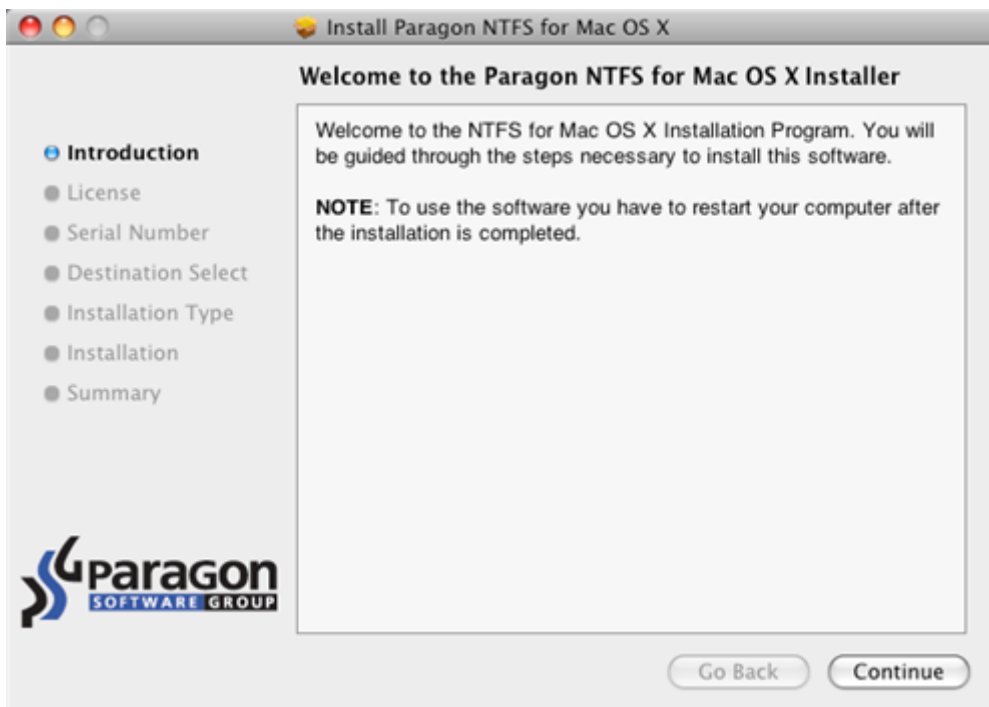 Install Paragon NTFS for Mac OS X
Welcome to the Paragon NTFS for Mac OS X Installer
Introduction
License
Serial Number
Destination Select
Installation Type
Installation
Summary
Welcome to the NTFS for Mac OS X Installation Program. You will
be guided through the steps necessary to install this software.
NOTE: To use the software you have to restart your computer after
the installation is completed.
Paragon
SOFTWARE GROUP
Go Back
Continue